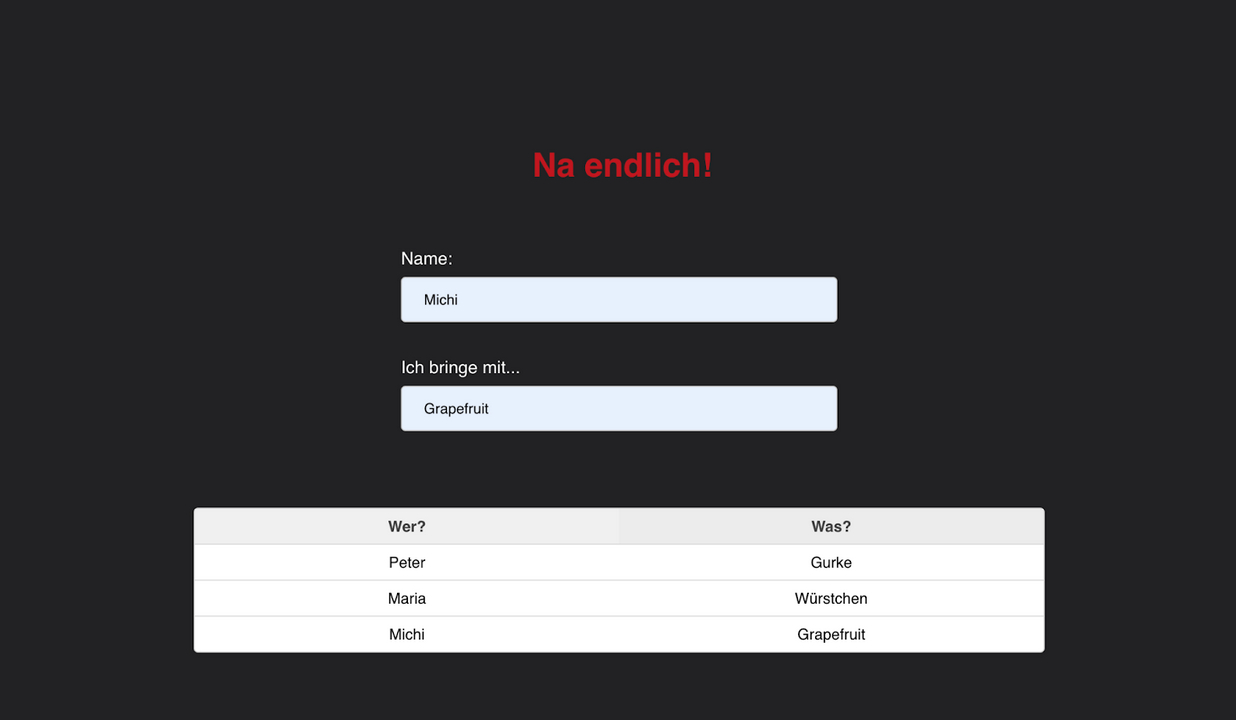 Na endlich!
Name:
Michi
Ich bringe mit...
Grapefruit
Wer? Was?
Peter Gurke
Maria Würstchen
Michi Grapefruit